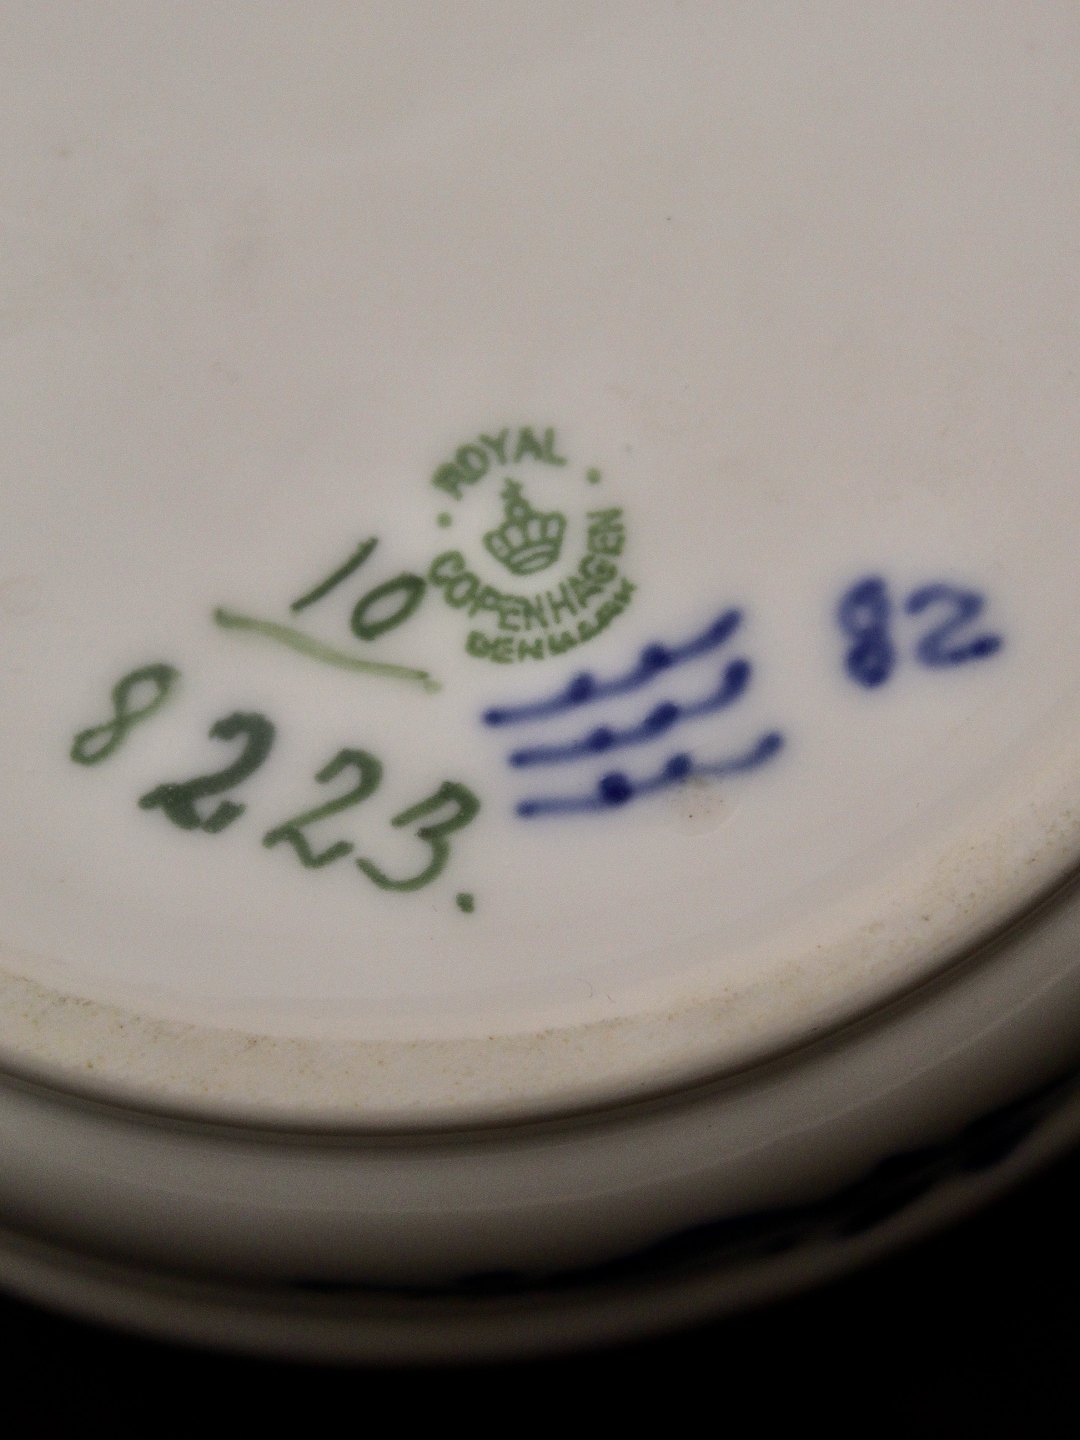 ROYAL
COPENHAGEN
DENMARK
10
8223.
82